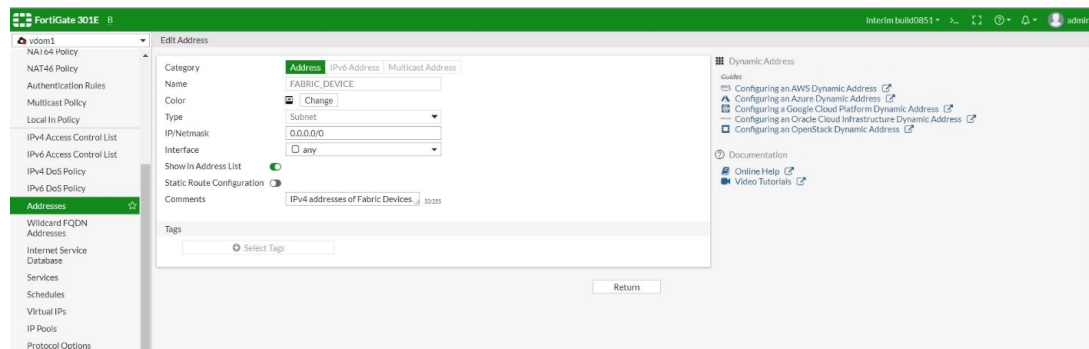 FortiGate 301E B
interim build0851
admin
vdom1
Edit Address
NAT64 Policy
NAT46 Policy
Authentication Rules
Multicast Policy
Local In Policy
IPv4 Access Control List
IPv6 Access Control List
IPv4 DoS Policy
IPv6 DoS Policy
Addresses
Wildcard FQDN
Addresses
Internet Service
Database
Services
Schedules
Virtual IPs
IP Pools
Protocol Options
Category Address IPv6 Address Multicast Address
Name FABRIC_DEVICE
Color Change
Type Subnet
IP/Netmask 0.0.0.0/0
Interface any
Show in Address List
Static Route Configuration
Comments IPv4 addresses of Fabric Devices. 33/255
Tags
Select Tags
Return
Dynamic Address
Guides
Configuring an AWS Dynamic Address
Configuring an Azure Dynamic Address
Configuring a Google Cloud Platform Dynamic Address
Configuring an Oracle Cloud Infrastructure Dynamic Address
Configuring an OpenStack Dynamic Address
Documentation
Online Help
Video Tutorials